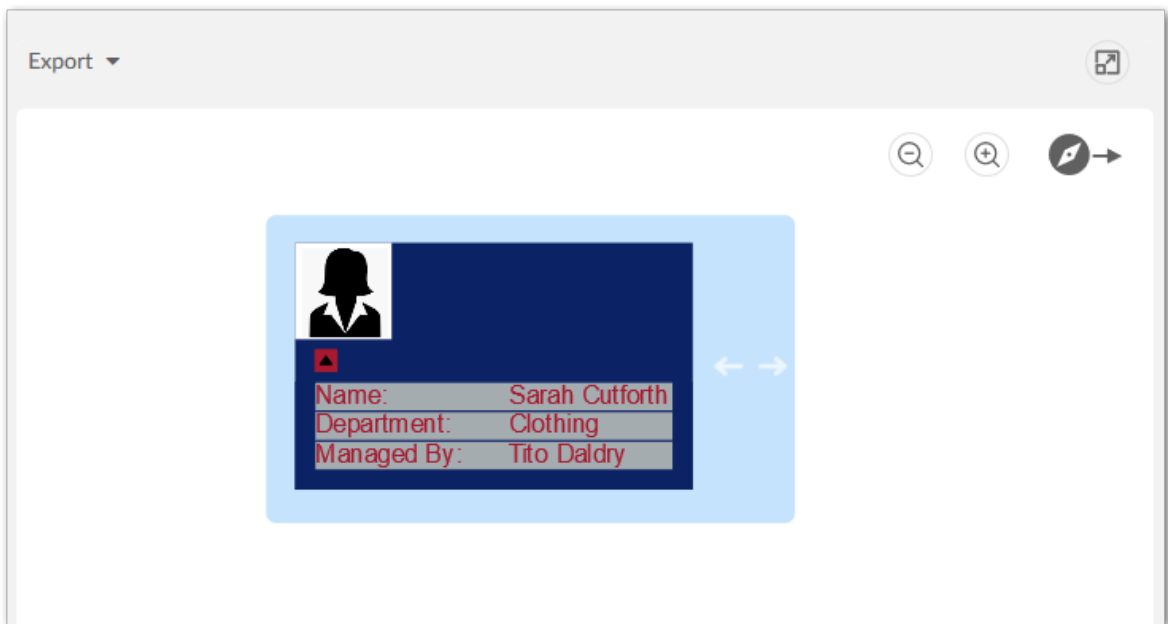 Export
Name: Sarah Cutforth
Department: Clothing
Managed By: Tito Daldry